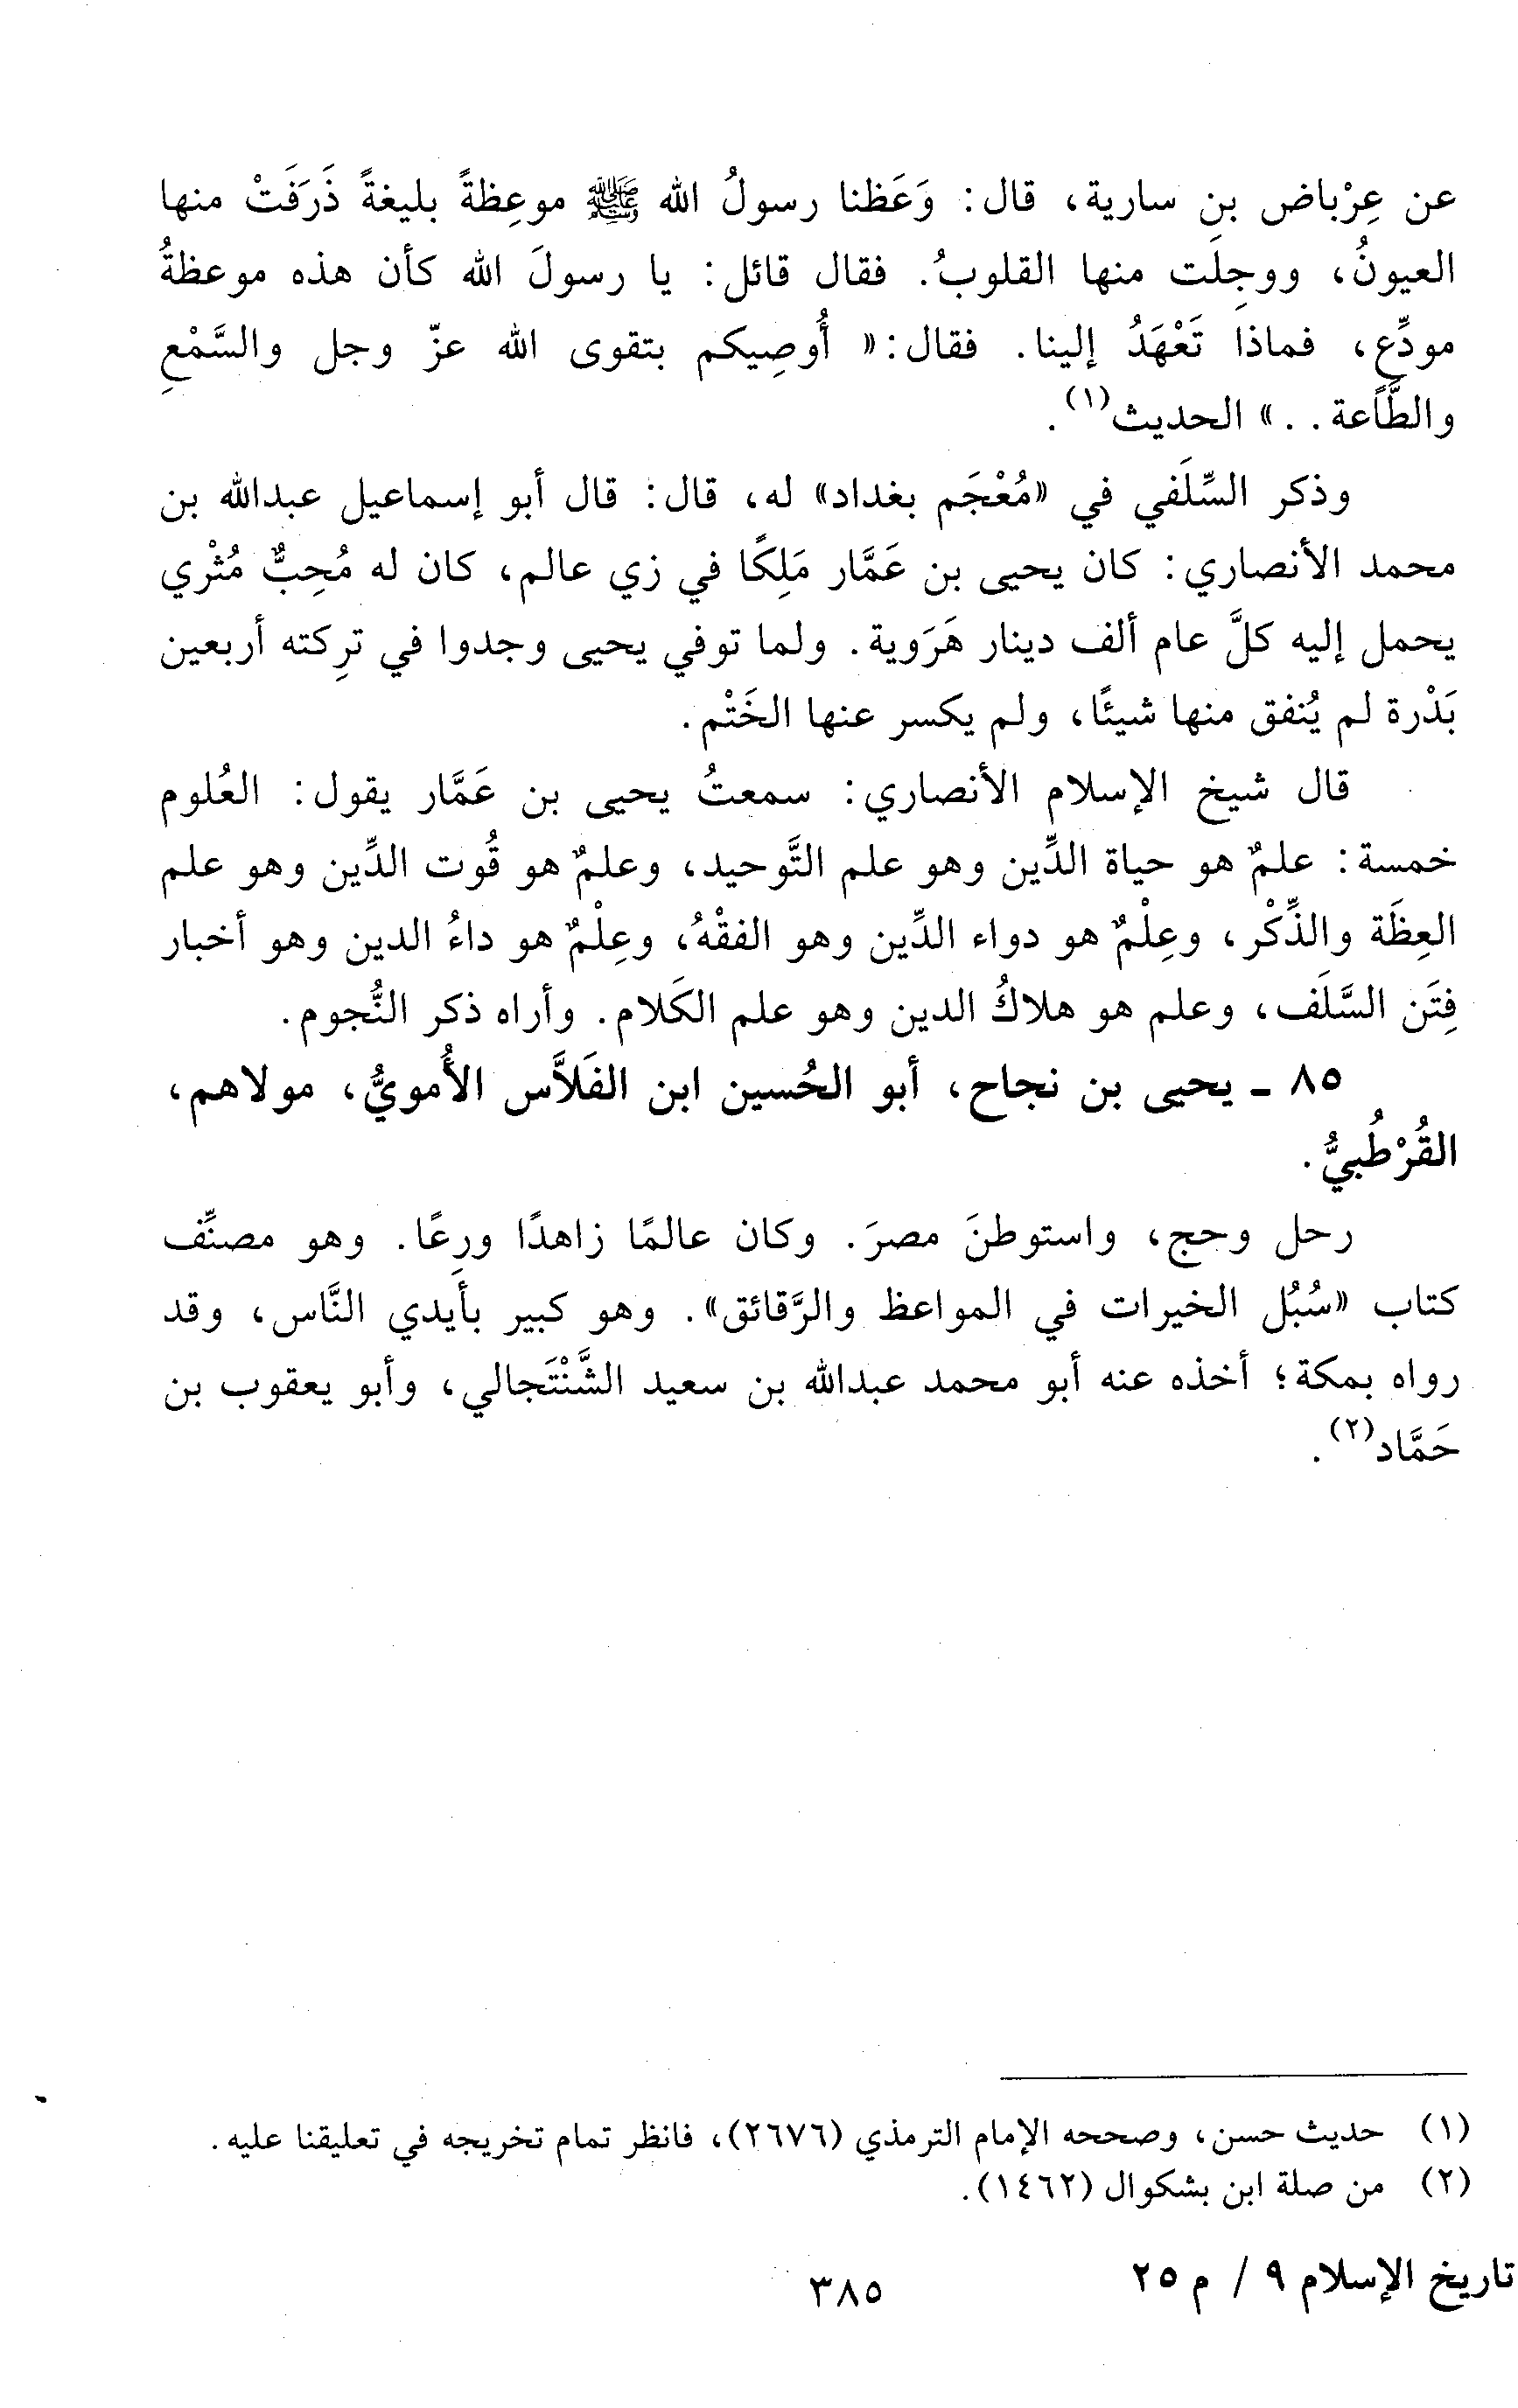 عن عِرْباض بنِ سارية، قال: وَعَظنا رسولُ الله ﷺ موعِظةً بليغةً ذَرَفَتْ منها
العيونُ، ووجِلَت منها القلوبُ. فقال قائل: يا رسولَ الله كأن هذه موعظةُ
مودِّع، فماذا تَعْهَدُ إلينا. فقال: « أُوصِيكم بتقوى الله عزّ وجل والسَّمْعِ
والطَّاعة . . » الحديث(١).
وذكر السِّلَفي في «مُعْجَم بغداد» له، قال: قال أبو إسماعيل عبدالله بن
محمد الأنصاري: كان يحيى بن عَمَّار مَلِكًا في زي عالم، كان له مُحِبٌّ مُثْري
يحمل إليه كلَّ عام ألف دينار هَرَوية. ولما توفي يحيى وجدوا في ترِكته أربعين
بَدْرة لم يُنفق منها شيئًا، ولم يكسر عنها الخَتْم.
قال شيخ الإسلام الأنصاري: سمعتُ يحيى بن عَمَّار يقول: العُلوم
خمسة: علمٌ هو حياة الدِّين وهو علم التَّوحيد، وعلمٌ هو قُوت الدِّين وهو علم
العِظَة والذِّكْر، وعِلْمٌ هو دواء الدِّين وهو الفقْهُ، وعِلْمٌ هو داءُ الدين وهو أخبار
فِتَن السَّلَف، وعلم هو هلاكُ الدين وهو علم الكَلام. وأراه ذكر النُّجوم.
٨٥ - يحيى بن نجاح، أبو الحُسين ابن الفَلاَّس الأُمويُّ، مولاهم،
القُرْطُبيُّ.
رحل وحج، واستوطنَ مصرَ. وكان عالمًا زاهدًا ورِعًا. وهو مصنِّف
كتاب «سُبُل الخيرات في المواعظ والرَّقائق». وهو كبير بأيدي النَّاس، وقد
رواه بمكة؛ أخذه عنه أبو محمد عبدالله بن سعيد الشَّنْتَجالي، وأبو يعقوب بن
حَمَّاد(٢).
(١) حديث حسن، وصححه الإمام الترمذي (٢٦٧٦)، فانظر تمام تخريجه في تعليقنا عليه.
(٢) من صلة ابن بشكوال (١٤٦٢).
تاريخ الإسلام ٩ / م ٢٥
٣٨٥